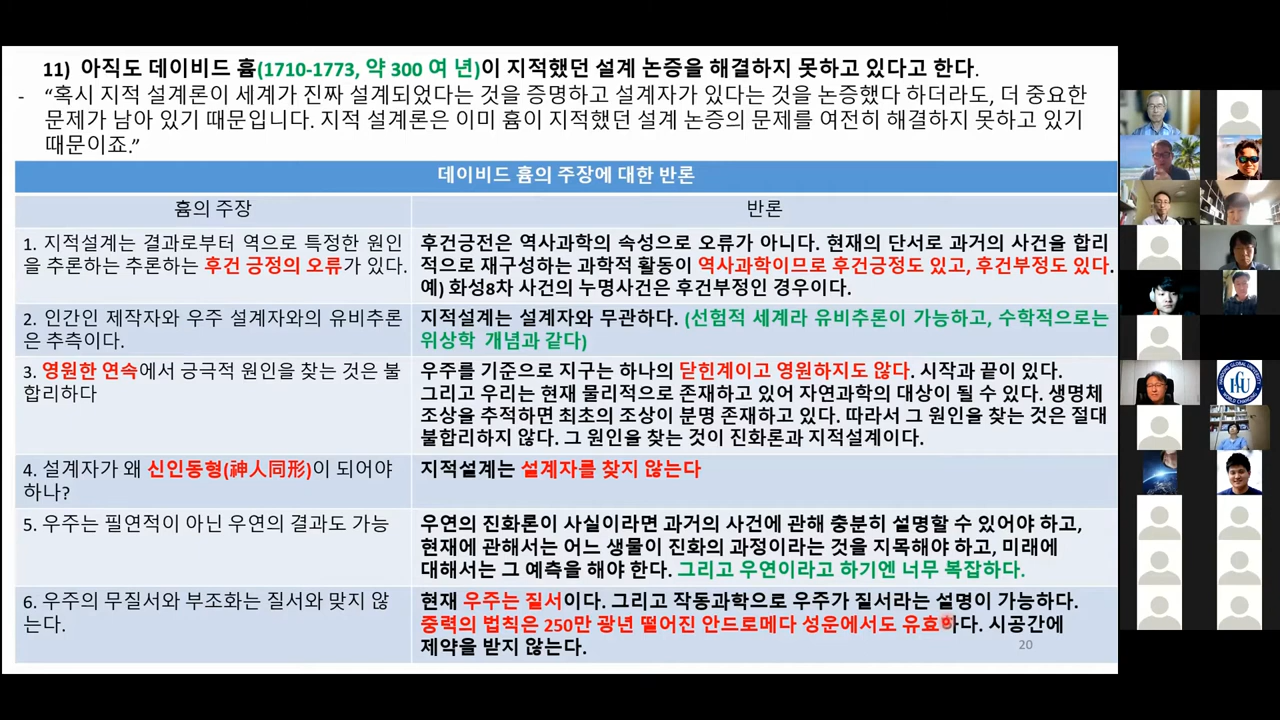 11) 아직도 데이비드 흄(1710-1773, 약 300 여 년)이 지적했던 설계 논증을 해결하지 못하고 있다고 한다.
- “혹시 지적 설계론이 세계가 진짜 설계되었다는 것을 증명하고 설계자가 있다는 것을 논증했다 하더라도, 더 중요한
문제가 남아 있기 때문입니다. 지적 설계론은 이미 흄이 지적했던 설계 논증의 문제를 여전히 해결하지 못하고 있기
때문이죠.”
데이비드 흄의 주장에 대한 반론
흄의 주장
반론
1. 지적설계는 결과로부터 역으로 특정한 원인
을 추론하는 추론하는 후건 긍정의 오류가 있다.
후건긍전은 역사과학의 속성으로 오류가 아니다. 현재의 단서로 과거의 사건을 합리
적으로 재구성하는 과학적 활동이 역사과학이므로 후건긍정도 있고, 후건부정도 있다.
예) 화성8차 사건의 누명사건은 후건부정인 경우이다.
2. 인간인 제작자와 우주 설계자와의 유비추론
은 추측이다.
지적설계는 설계자와 무관하다. (선험적 세계라 유비추론이 가능하고, 수학적으로는
위상학 개념과 같다)
3. 영원한 연속에서 궁극적 원인을 찾는 것은 불
합리하다
우주를 기준으로 지구는 하나의 닫힌계이고 영원하지도 않다. 시작과 끝이 있다.
그리고 우리는 현재 물리적으로 존재하고 있어 자연과학의 대상이 될 수 있다. 생명체
조상을 추적하면 최초의 조상이 분명 존재하고 있다. 따라서 그 원인을 찾는 것은 절대
불합리하지 않다. 그 원인을 찾는 것이 진화론과 지적설계이다.
4. 설계자가 왜 신인동형(神人同形)이 되어야
하나?
지적설계는 설계자를 찾지 않는다
5. 우주는 필연적이 아닌 우연의 결과도 가능
우연의 진화론이 사실이라면 과거의 사건에 관해 충분히 설명할 수 있어야 하고,
현재에 관해서는 어느 생물이 진화의 과정이라는 것을 지목해야 하고, 미래에
대해서는 그 예측을 해야 한다. 그리고 우연이라고 하기엔 너무 복잡하다.
6. 우주의 무질서와 부조화는 질서와 맞지 않
는다.
현재 우주는 질서이다. 그리고 작동과학으로 우주가 질서라는 설명이 가능하다.
중력의 법칙은 250만 광년 떨어진 안드로메다 성운에서도 유효하다. 시공간에
제약을 받지 않는다.
20